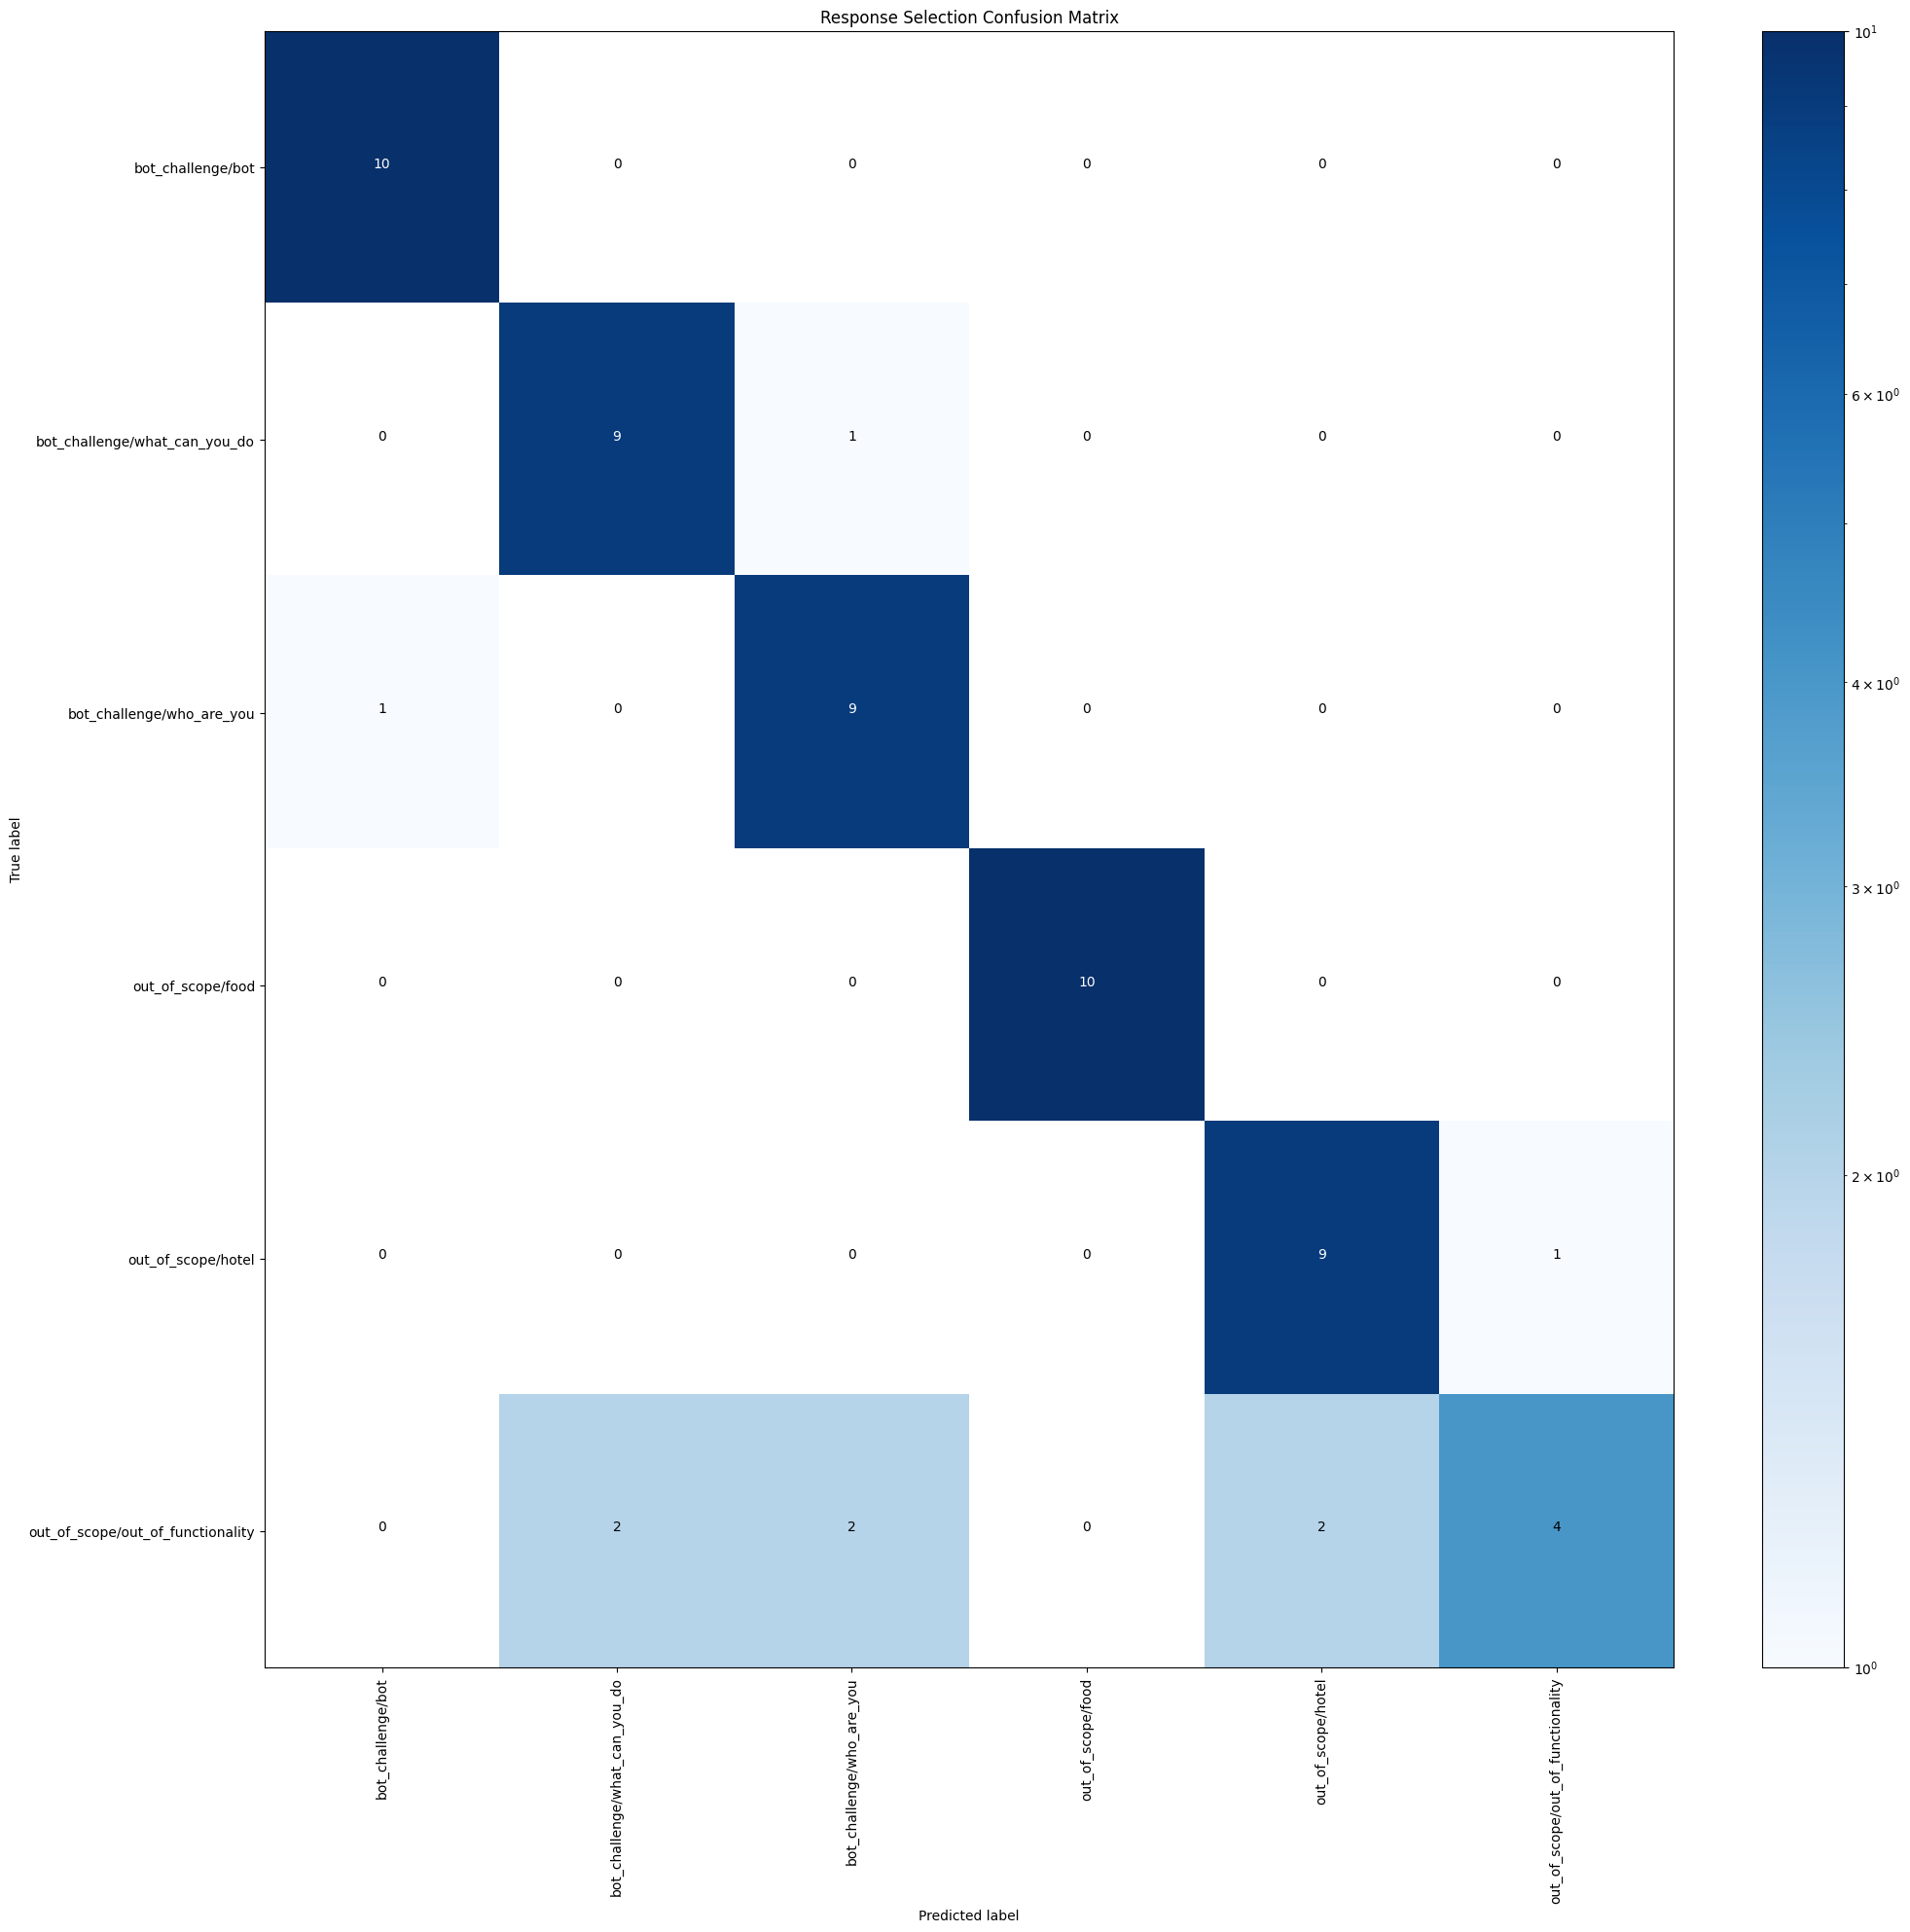 Response Selection Confusion Matrix
True label
bot_challenge/bot
10 0 0 0 0 0
bot_challenge/what_can_you_do
0 9 1 0 0 0
bot_challenge/who_are_you
1 0 9 0 0 0
out_of_scope/food
0 0 0 10 0 0
out_of_scope/hotel
0 0 0 0 9 1
out_of_scope/out_of_functionality
0 2 2 0 2 4
bot_challenge/bot
bot_challenge/what_can_you_do
bot_challenge/who_are_you
out_of_scope/food
out_of_scope/hotel
out_of_scope/out_of_functionality
Predicted label
10¹
6 × 10⁰
4 × 10⁰
3 × 10⁰
2 × 10⁰
10⁰